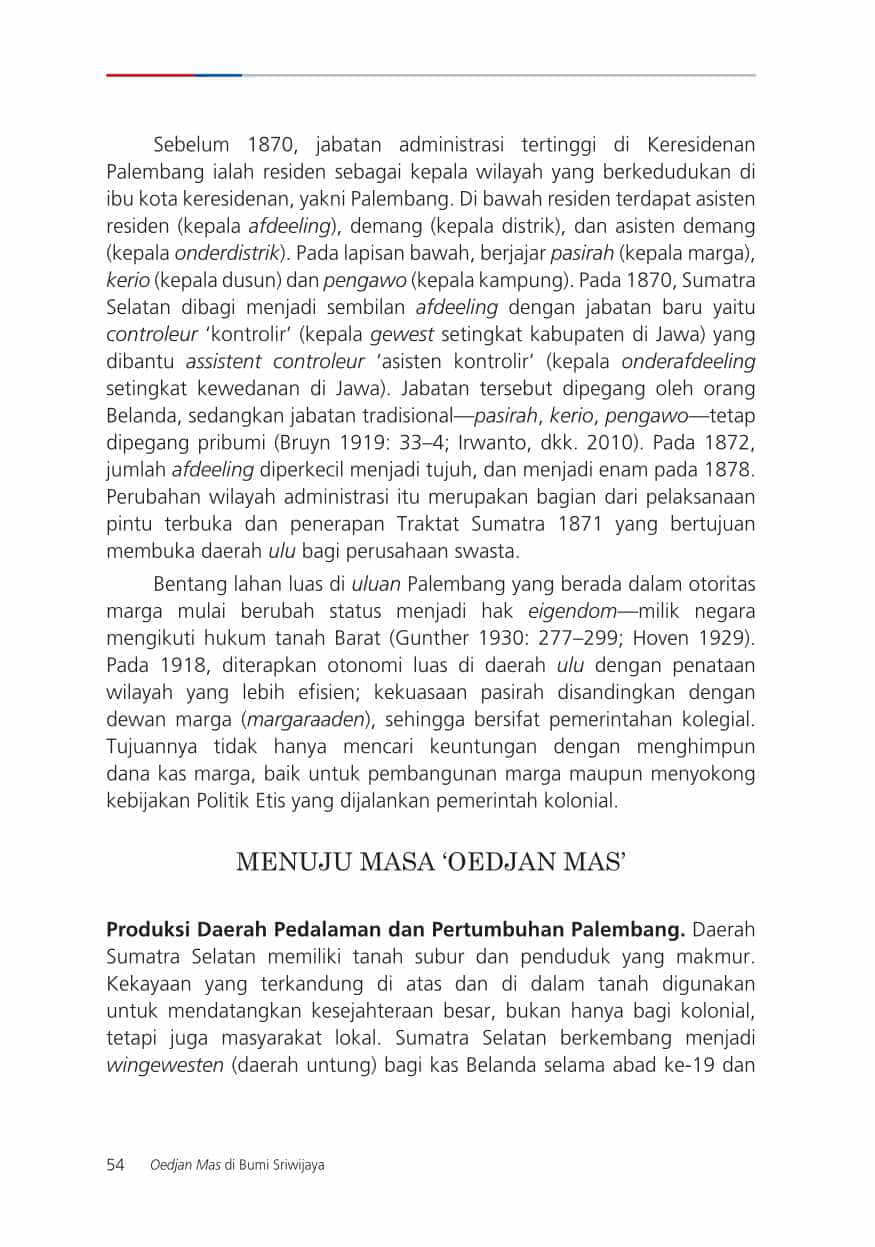 Sebelum 1870, jabatan administrasi tertinggi di Keresidenan
Palembang ialah residen sebagai kepala wilayah yang berkedudukan di
ibu kota keresidenan, yakni Palembang. Di bawah residen terdapat asisten
residen (kepala afdeeling), demang (kepala distrik), dan asisten demang
(kepala onderdistrik). Pada lapisan bawah, berjajar pasirah (kepala marga),
kerio (kepala dusun) dan pengawo (kepala kampung). Pada 1870, Sumatra
Selatan dibagi menjadi sembilan afdeeling dengan jabatan baru yaitu
controleur ‘kontrolir’ (kepala gewest setingkat kabupaten di Jawa) yang
dibantu assistent controleur ‘asisten kontrolir’ (kepala onderafdeeling
setingkat kewedanan di Jawa). Jabatan tersebut dipegang oleh orang
Belanda, sedangkan jabatan tradisional—pasirah, kerio, pengawo—tetap
dipegang pribumi (Bruyn 1919: 33–4; Irwanto, dkk. 2010). Pada 1872,
jumlah afdeeling diperkecil menjadi tujuh, dan menjadi enam pada 1878.
Perubahan wilayah administrasi itu merupakan bagian dari pelaksanaan
pintu terbuka dan penerapan Traktat Sumatra 1871 yang bertujuan
membuka daerah ulu bagi perusahaan swasta.
Bentang lahan luas di uluan Palembang yang berada dalam otoritas
marga mulai berubah status menjadi hak eigendom—milik negara
mengikuti hukum tanah Barat (Gunther 1930: 277–299; Hoven 1929).
Pada 1918, diterapkan otonomi luas di daerah ulu dengan penataan
wilayah yang lebih efisien; kekuasaan pasirah disandingkan dengan
dewan marga (margaraaden), sehingga bersifat pemerintahan kolegial.
Tujuannya tidak hanya mencari keuntungan dengan menghimpun
dana kas marga, baik untuk pembangunan marga maupun menyokong
kebijakan Politik Etis yang dijalankan pemerintah kolonial.
MENUJU MASA ‘OEDJAN MAS’
Produksi Daerah Pedalaman dan Pertumbuhan Palembang. Daerah
Sumatra Selatan memiliki tanah subur dan penduduk yang makmur.
Kekayaan yang terkandung di atas dan di dalam tanah digunakan
untuk mendatangkan kesejahteraan besar, bukan hanya bagi kolonial,
tetapi juga masyarakat lokal. Sumatra Selatan berkembang menjadi
wingewesten (daerah untung) bagi kas Belanda selama abad ke-19 dan
54 Oedjan Mas di Bumi Sriwijaya